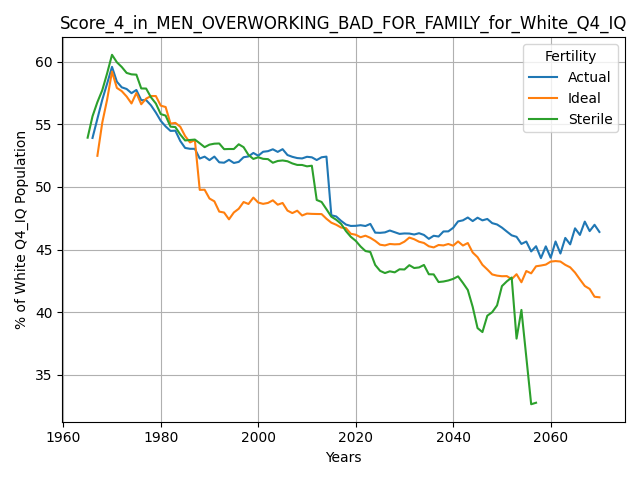 Score_4_in_MEN_OVERWORKING_BAD_FOR_FAMILY_for_White_Q4_IQ
Fertility
Actual
Ideal
Sterile
% of White Q4_IQ Population
60
55
50
45
40
35
1960
1980
2000
2020
2040
2060
Years